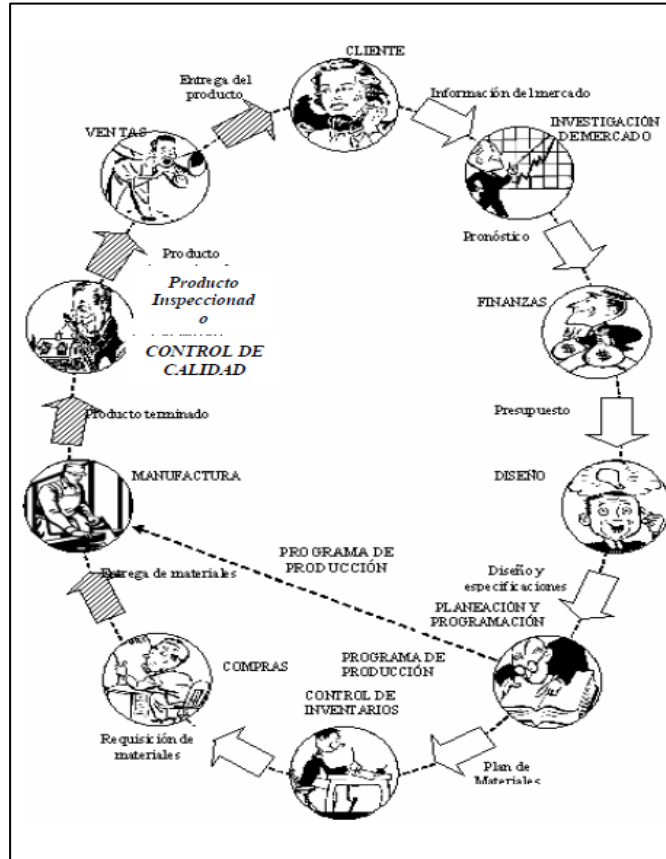 CLIENTE
Entrega del
producto
Información del mercado
VENTAS
INVESTIGACIÓN
DE MERCADO
Pronóstico
Producto
Producto
Inspeccionad
o
CONTROL DE
CALIDAD
FINANZAS
Presupuesto
Producto terminado
MANUFACTURA
DISEÑO
PROGRAMA DE
PRODUCCIÓN
Entrega de materiales
Diseño y
especificaciones
PLANEACIÓN Y
PROGRAMACIÓN
COMPRAS
PROGRAMA DE
PRODUCCIÓN
CONTROL DE
INVENTARIOS
Requisición de
materiales
Plan de
Materiales